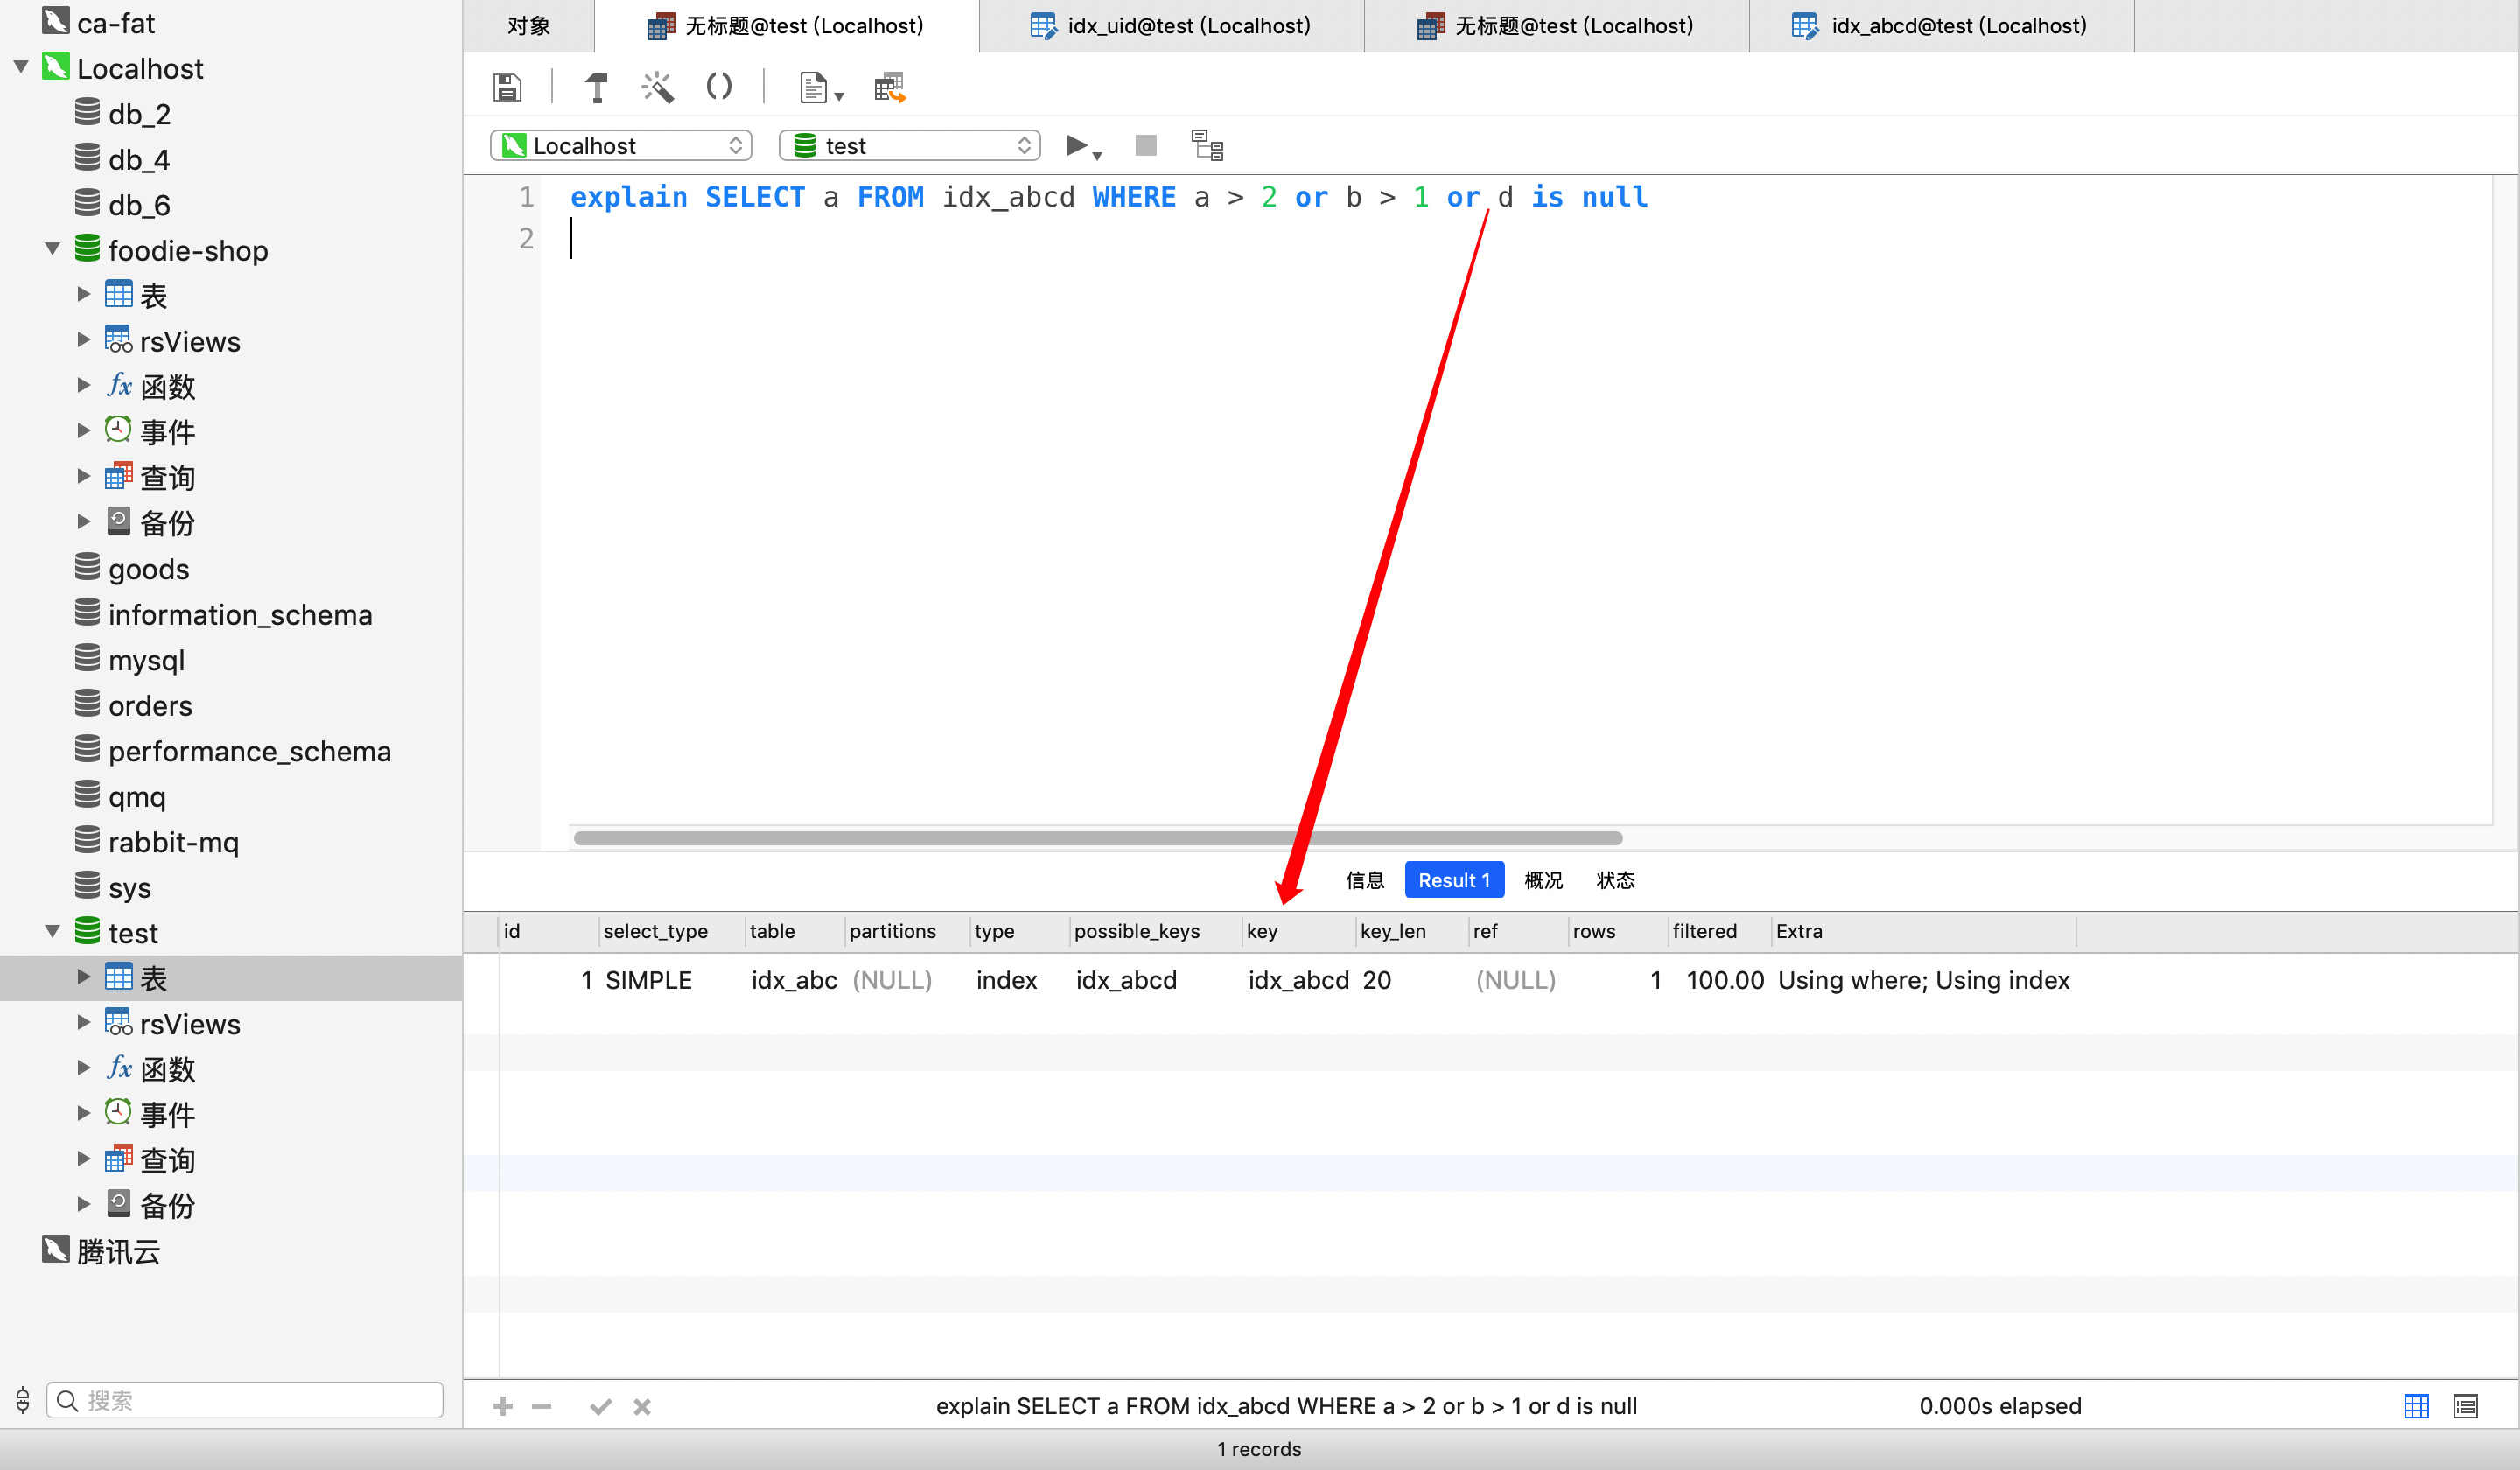 ca-fat
Localhost
db_2
db_4
db_6
foodie-shop
表
rsViews
fx 函数
事件
查询
备份
goods
information_schema
mysql
orders
performance_schema
qmq
rabbit-mq
sys
test
表
rsViews
fx 函数
事件
查询
备份
腾讯云
搜索
对象
无标题@test (Localhost)
idx_uid@test (Localhost)
无标题@test (Localhost)
idx_abcd@test (Localhost)
Localhost
test
1 explain SELECT a FROM idx_abcd WHERE a > 2 or b > 1 or d is null
2
信息 Result 1 概况 状态
id select_type table partitions type possible_keys key key_len ref rows filtered Extra
1 SIMPLE idx_abc (NULL) index idx_abcd idx_abcd 20 (NULL) 1 100.00 Using where; Using index
explain SELECT a FROM idx_abcd WHERE a > 2 or b > 1 or d is null
0.000s elapsed
1 records